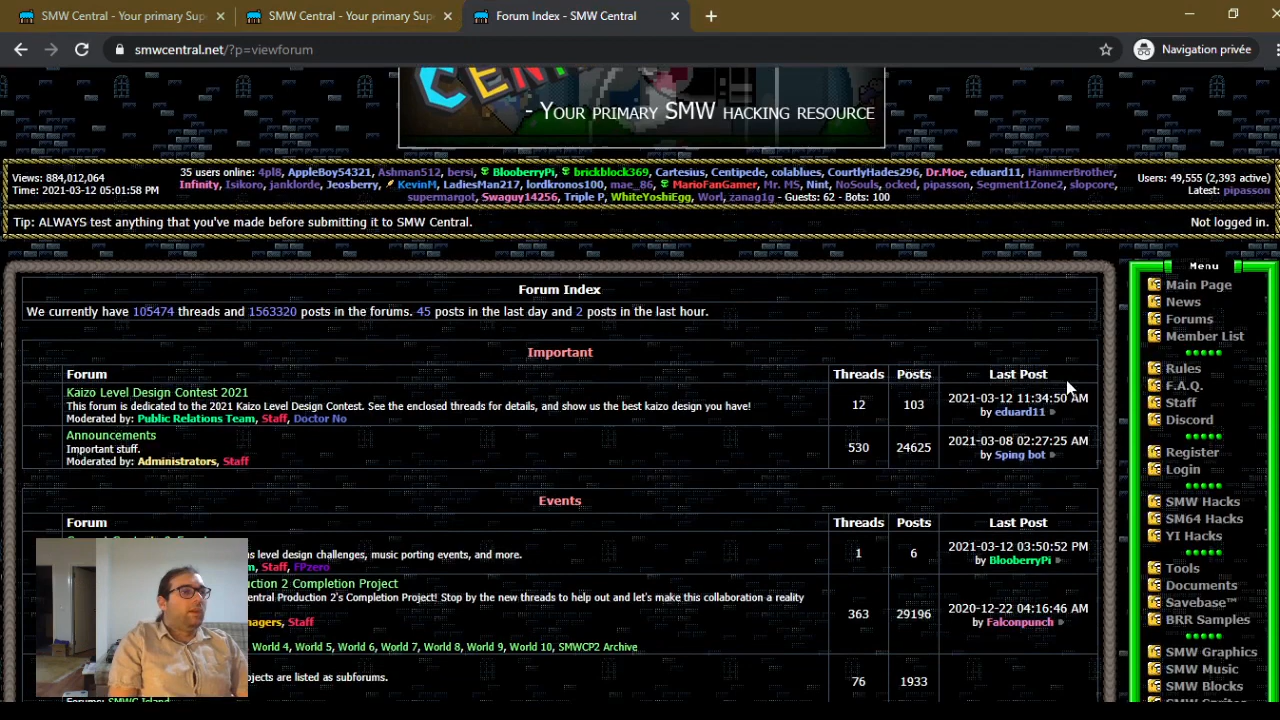 SMW Central - Your primary Sup
SMW Central - Your primary Sup
Forum Index - SMW Central
smwcentral.net/?p=viewforum
Navigation privée
- Your primary SMW hacking resource
Views: 884,012,064
Time: 2021-03-12 05:01:58 PM
35 users online: 4pl8, AppleBoy54321, Ashman512, bersi, BlooberryPi, brickblock369, Cartesius, Centipede, colablues, CourtlyHades296, Dr.Moe, eduard11, HammerBrother,
Infinity, Isikoro, janklorde, Jeosberry, KevinM, LadiesMan217, lordkronos100, mae_86, MarioFanGamer, Mr. MS, Nint, NoSouls, ocked, pipasson, Segment1Zone2, slopcore,
supermargot, Swaguy14256, Triple P, WhiteYoshiEgg, Worl, zanag1g - Guests: 62 - Bots: 100
Users: 49,555 (2,393 active)
Latest: pipasson
Tip: ALWAYS test anything that you've made before submitting it to SMW Central.
Not logged in.
Forum Index
We currently have 105474 threads and 1563320 posts in the forums. 45 posts in the last day and 2 posts in the last hour.
Important
Forum Threads Posts Last Post
Kaizo Level Design Contest 2021
This forum is dedicated to the 2021 Kaizo Level Design Contest. See the enclosed threads for details, and show us the best kaizo design you have!
Moderated by: Public Relations Team, Staff, Doctor No
12 103
2021-03-12 11:34:50 AM
by eduard11
Announcements
Important stuff.
Moderated by: Administrators, Staff
530 24625
2021-03-08 02:27:25 AM
by Sping bot
Events
Forum Threads Posts Last Post
s level design challenges, music porting events, and more.
Staff, FPzero
1 6
2021-03-12 03:50:52 PM
by BlooberryPi
2 Completion Project
Production 2's Completion Project! Stop by the new threads to help out and let's make this collaboration a reality
Staff
World 4, World 5, World 6, World 7, World 8, World 9, World 10, SMWCP2 Archive
363 29196
2020-12-22 04:16:46 AM
by Falconpunch
are listed as subforums.
76 1933
Menu
Main Page
News
Forums
Member List
Rules
F.A.Q.
Staff
Discord
Register
Login
SMW Hacks
SM64 Hacks
YI Hacks
Tools
Documents
Savebase™
BRR Samples
SMW Graphics
SMW Music
SMW Blocks